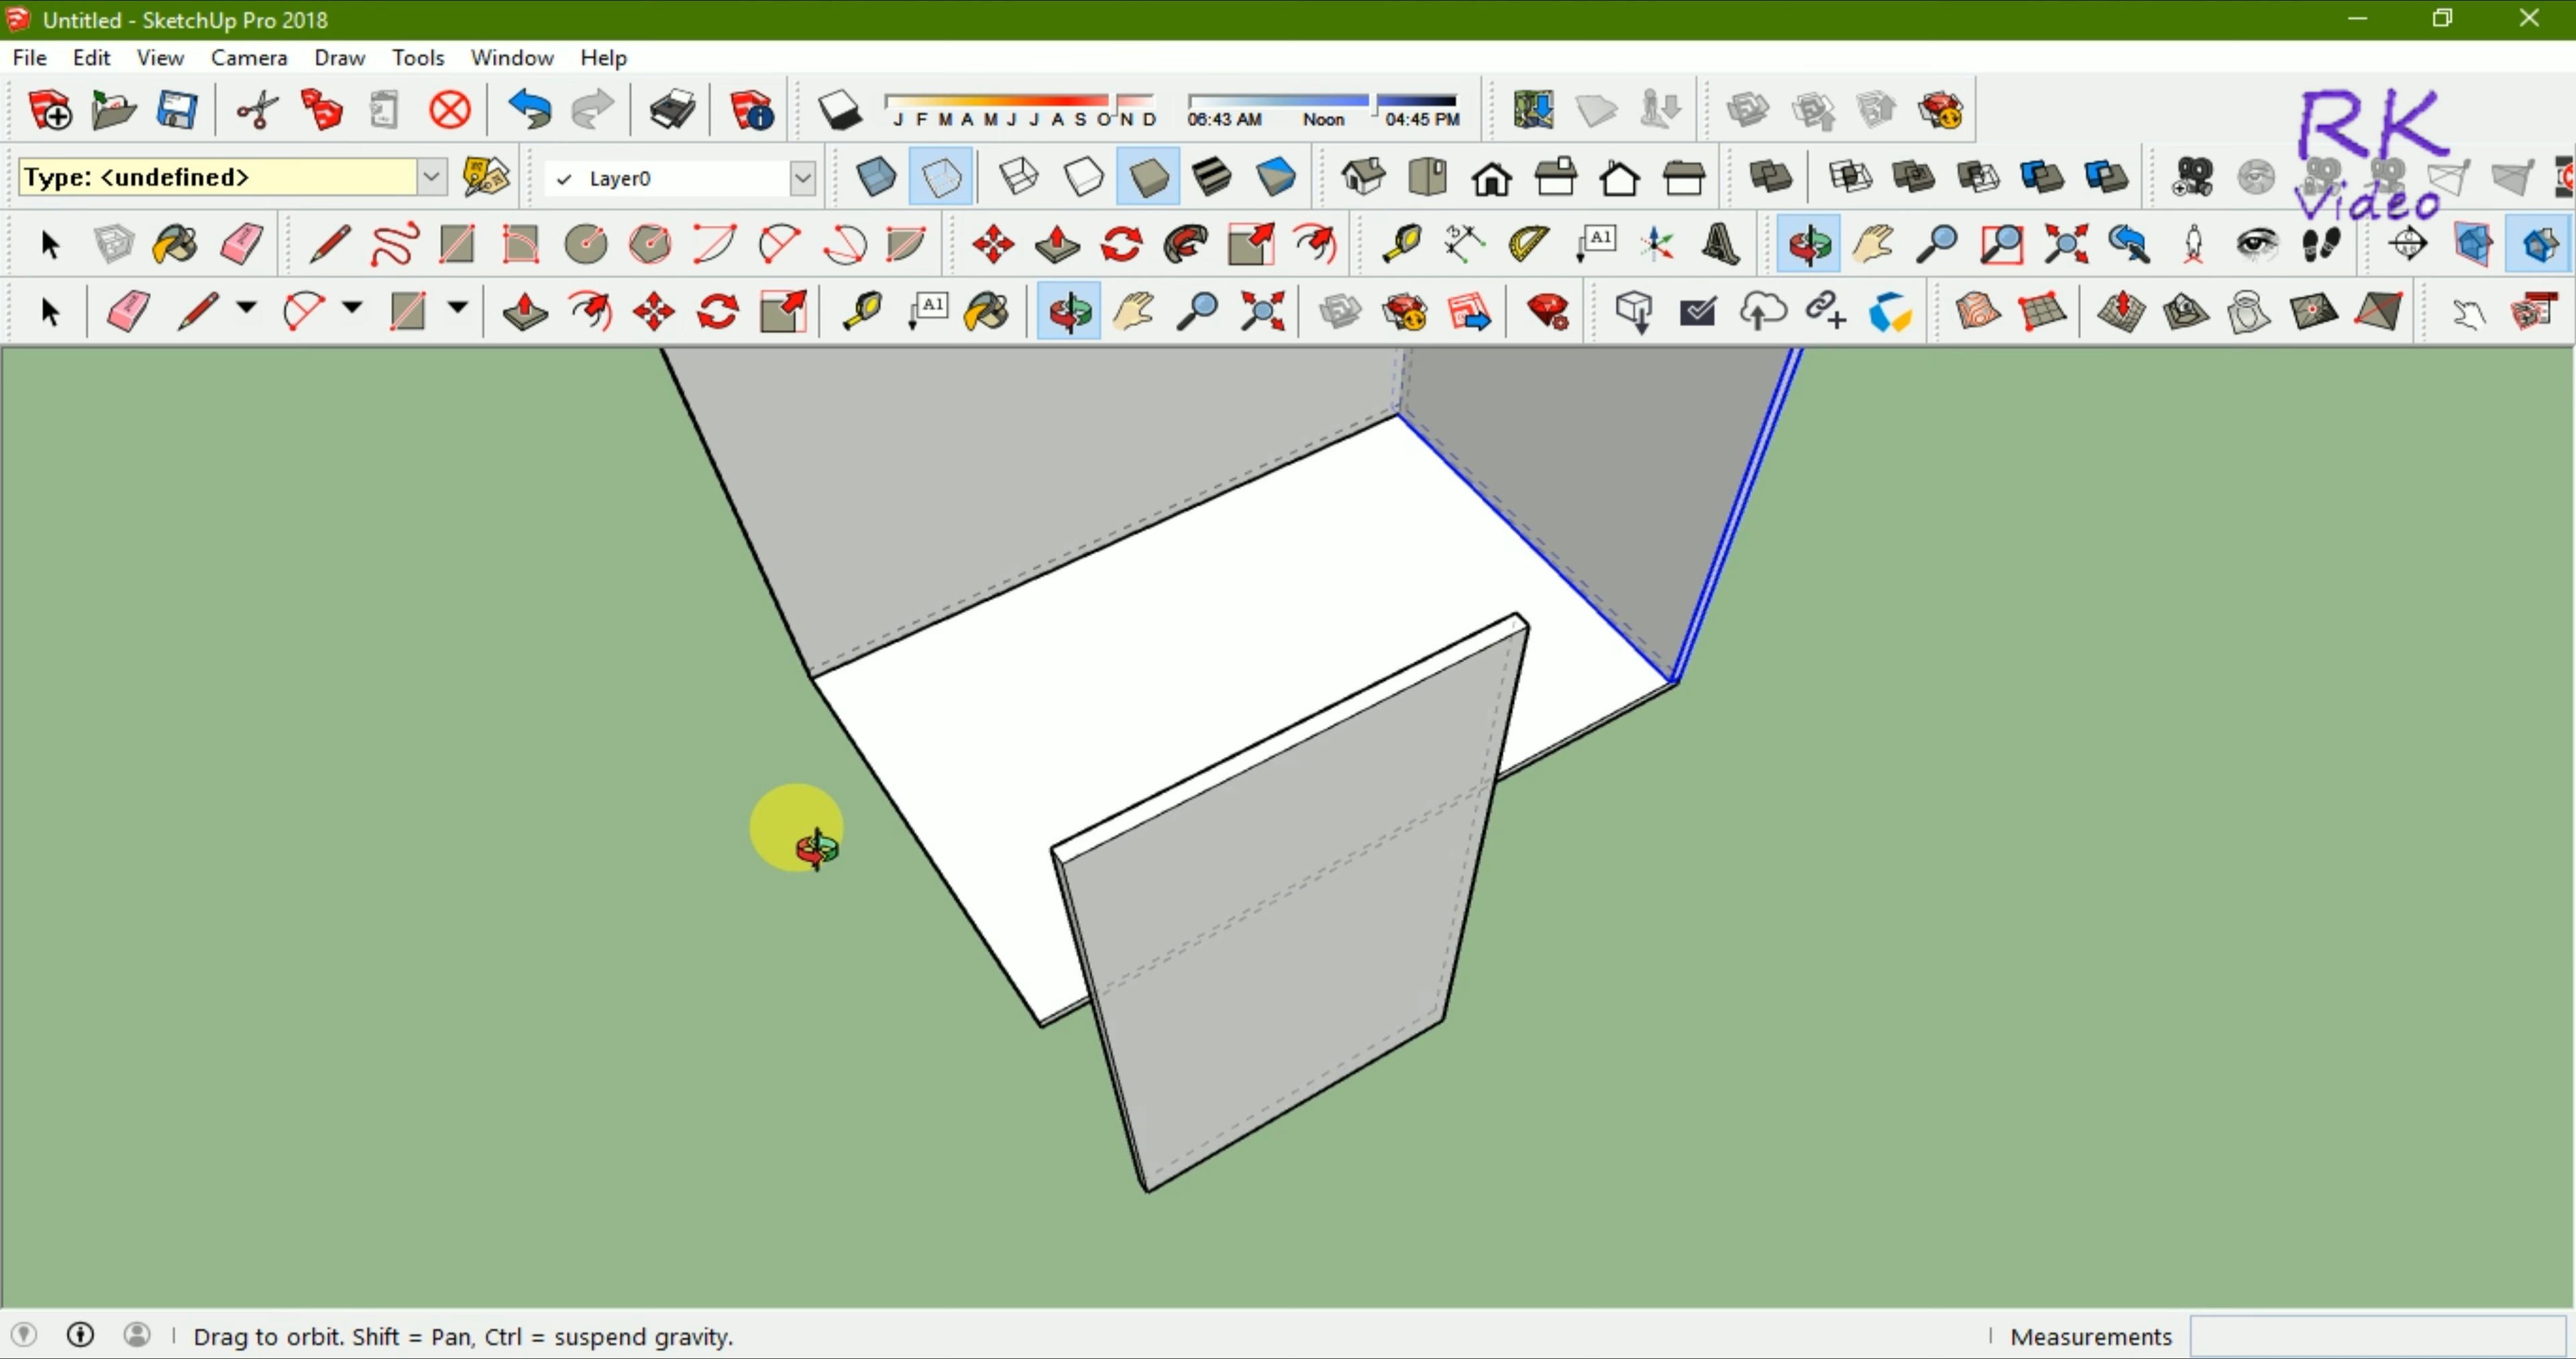 Untitled - SketchUp Pro 2018
File Edit View Camera Draw Tools Window Help
J F M A M J J A S O N D 06:43 AM Noon 04:45 PM
RK
Video
Type: <undefined> Layer0
A1
A1
Drag to orbit. Shift = Pan, Ctrl = suspend gravity. Measurements